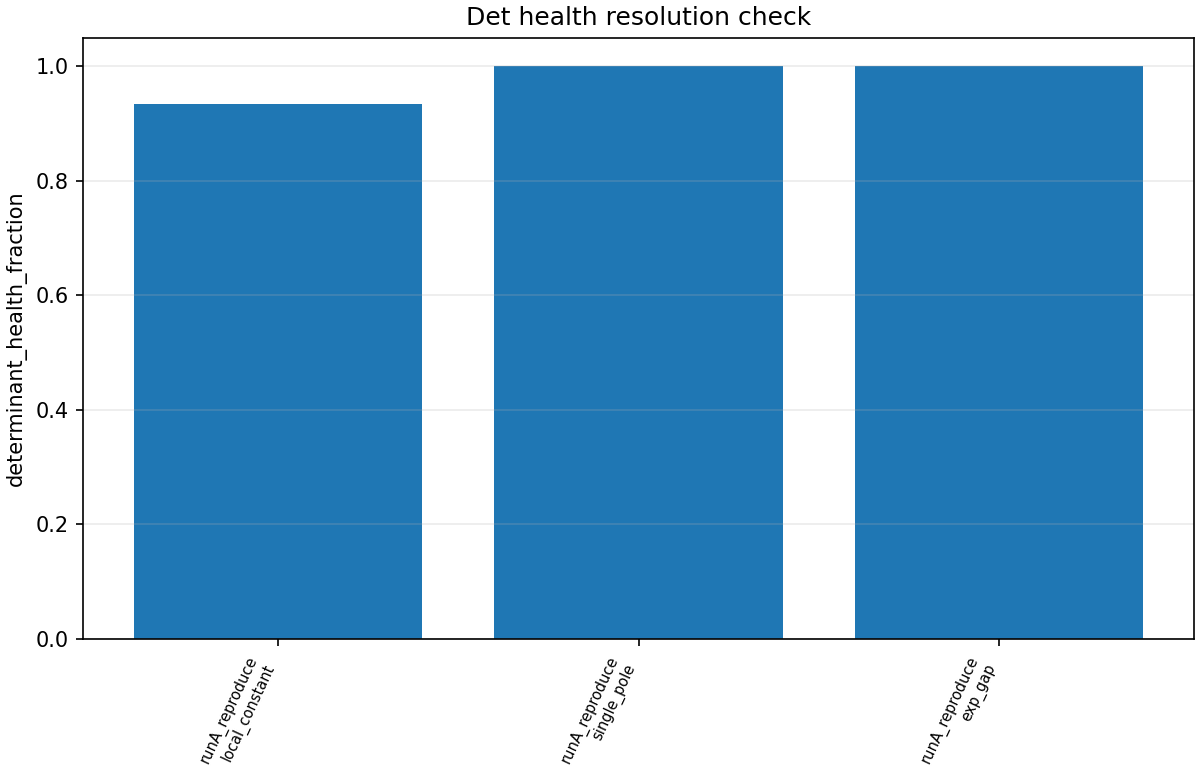 Det health resolution check
determinant_health_fraction
1.0
0.8
0.6
0.4
0.2
0.0
runA_reproduce
local_constant
runA_reproduce
single_pole
runA_reproduce
exp_gap